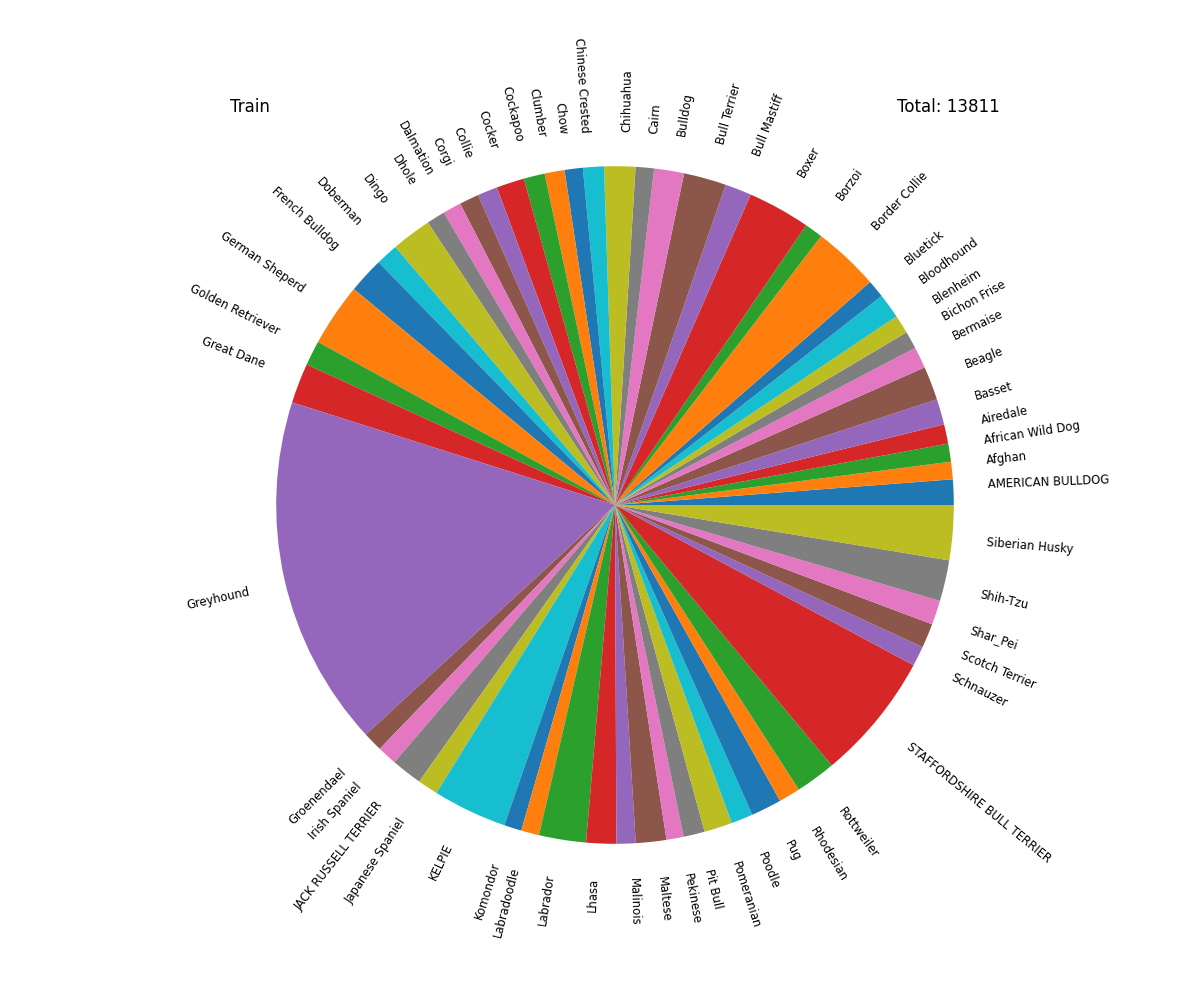 Train
Total: 13811
AMERICAN BULLDOG
Afghan
African Wild Dog
Airedale
Basset
Beagle
Bermaise
Bichon Frise
Blenheim
Bloodhound
Bluetick
Border Collie
Borzoi
Boxer
Bull Mastiff
Bull Terrier
Bulldog
Cairn
Chihuahua
Chinese Crested
Chow
Clumber
Cockapoo
Cocker
Collie
Corgi
Dalmation
Dhole
Dingo
Doberman
French Bulldog
German Sheperd
Golden Retriever
Great Dane
Greyhound
Groenendael
Irish Spaniel
JACK RUSSELL TERRIER
Japanese Spaniel
KELPIE
Komondor
Labradoodle
Labrador
Lhasa
Malinois
Maltese
Pekinese
Pit Bull
Pomeranian
Poodle
Pug
Rhodesian
Rottweiler
STAFFORDSHIRE BULL TERRIER
Schnauzer
Scotch Terrier
Shar_Pei
Shih-Tzu
Siberian Husky